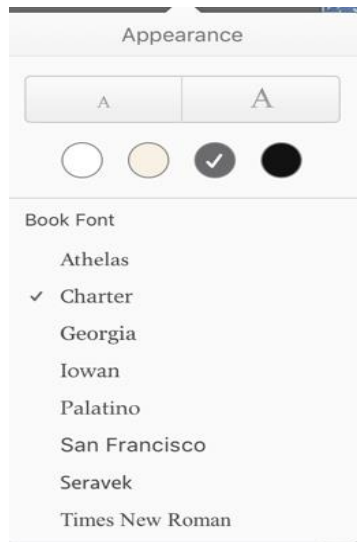 Appearance
A A
Book Font
Athelas
Charter
Georgia
Iowan
Palatino
San Francisco
Seravek
Times New Roman